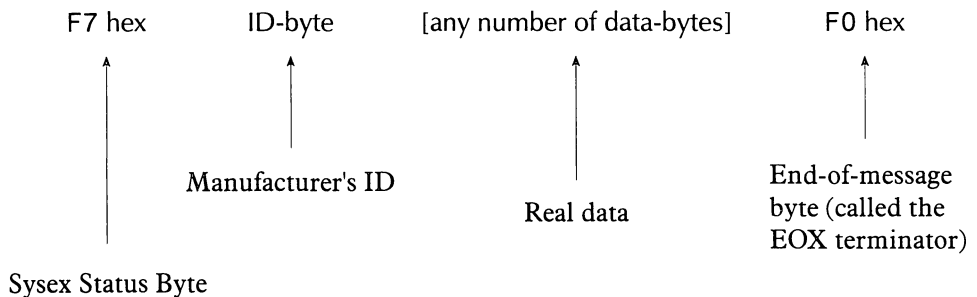 F7 hex ID-byte [any number of data-bytes] F0 hex
Manufacturer's ID
Real data
End-of-message
byte (called the
EOX terminator)
Sysex Status Byte